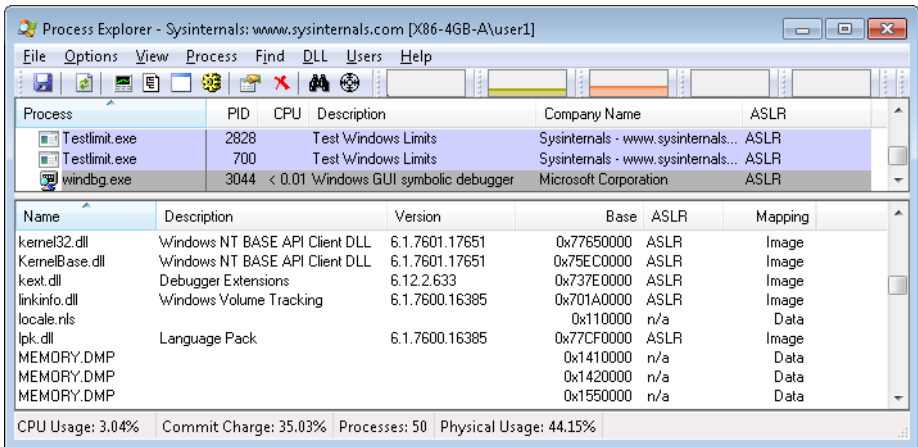 Process Explorer - Sysinternals: www.sysinternals.com [X86-4GB-A\user1]
File Options View Process Find DLL Users Help
Process PID CPU Description Company Name ASLR
Testlimit.exe 2828 Test Windows Limits Sysinternals - www.sysinternals... ASLR
Testlimit.exe 700 Test Windows Limits Sysinternals - www.sysinternals... ASLR
windbg.exe 3044 < 0.01 Windows GUI symbolic debugger Microsoft Corporation ASLR
Name Description Version Base ASLR Mapping
kernel32.dll Windows NT BASE API Client DLL 6.1.7601.17651 0x77650000 ASLR Image
KernelBase.dll Windows NT BASE API Client DLL 6.1.7601.17651 0x75EC0000 ASLR Image
kext.dll Debugger Extensions 6.12.2.633 0x737E0000 ASLR Image
linkinfo.dll Windows Volume Tracking 6.1.7600.16385 0x701A0000 ASLR Image
locale.nls 0x110000 n/a Data
lpk.dll Language Pack 6.1.7600.16385 0x77CF0000 ASLR Image
MEMORY.DMP 0x1410000 n/a Data
MEMORY.DMP 0x1420000 n/a Data
MEMORY.DMP 0x1550000 n/a Data
CPU Usage: 3.04% Commit Charge: 35.03% Processes: 50 Physical Usage: 44.15%